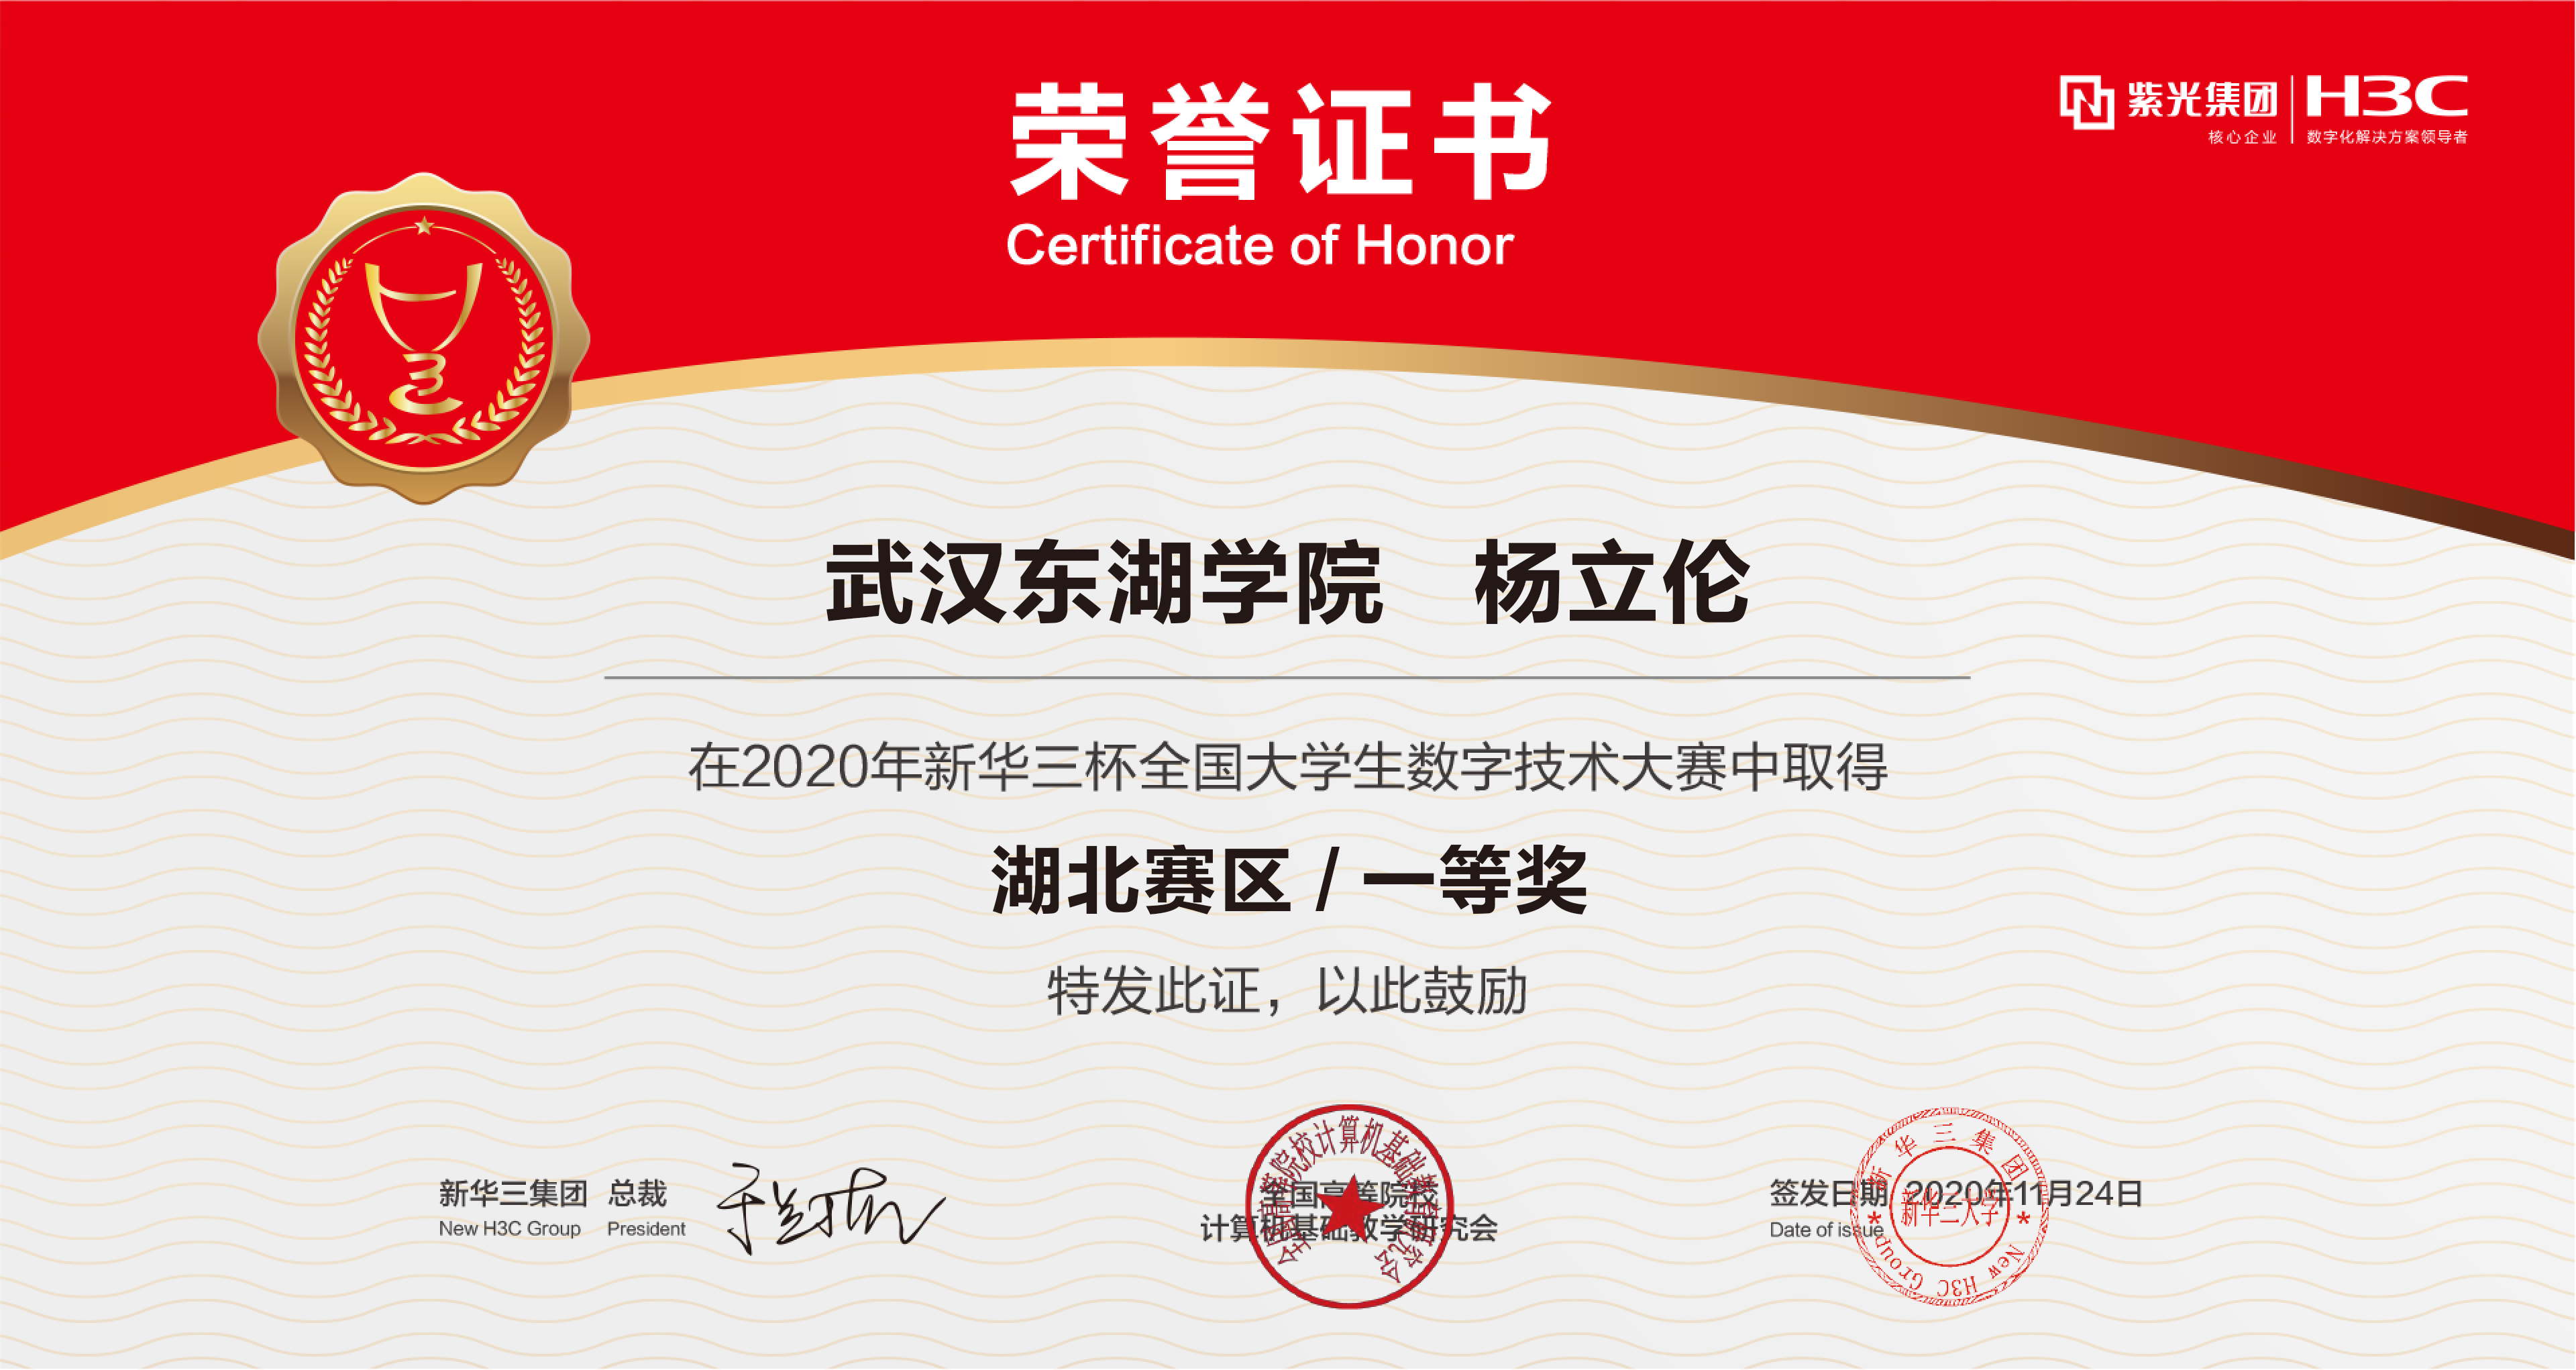 荣誉证书
Certificate of Honor
紫光集团 H3C
核心企业 数字化解决方案领导者
武汉东湖学院 杨立伦
在2020年新华三杯全国大学生数字技术大赛中取得
湖北赛区 / 一等奖
特发此证，以此鼓励
新华三集团 总裁
New H3C Group President
全国高等院校
计算机基础教学研究会
全国高等院校计算机基础教育研究会
签发日期 2020年11月24日
Date of issue
新华三集团
新华三大学
New H3C Group